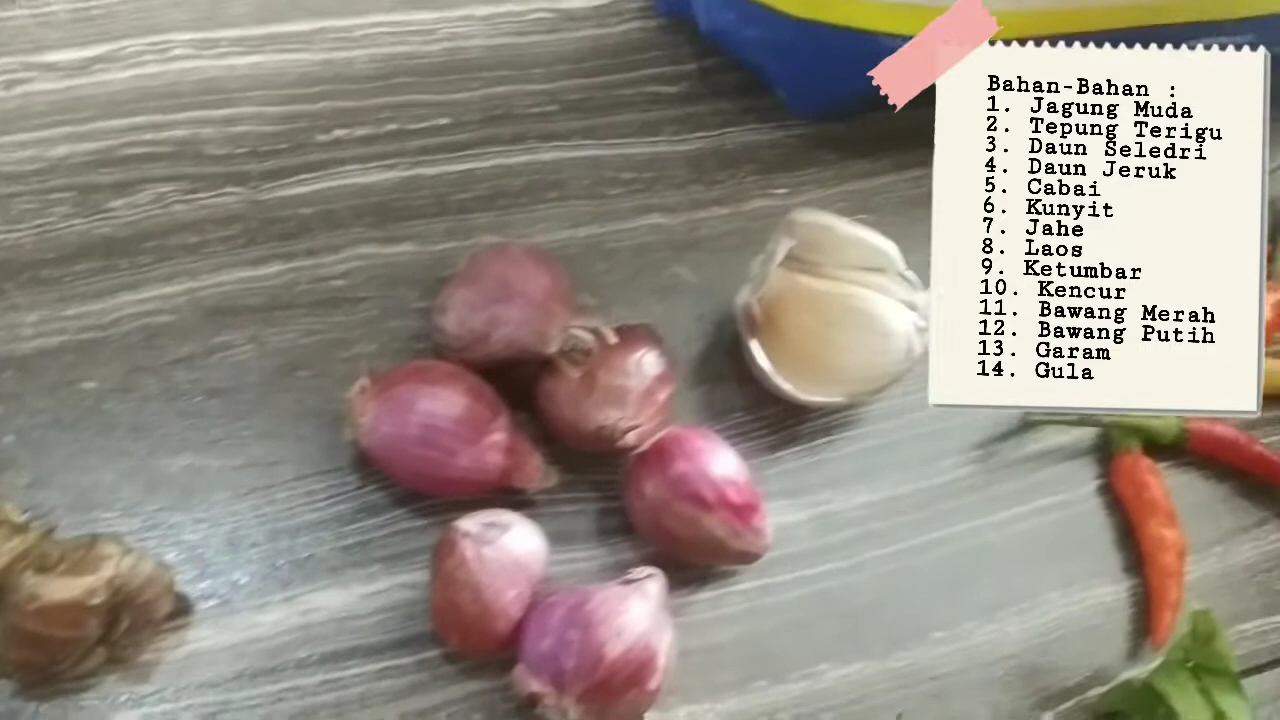 Bahan-Bahan :
1. Jagung Muda
2. Tepung Terigu
3. Daun Seledri
4. Daun Jeruk
5. Cabai
6. Kunyit
7. Jahe
8. Laos
9. Ketumbar
10. Kencur
11. Bawang Merah
12. Bawang Putih
13. Garam
14. Gula